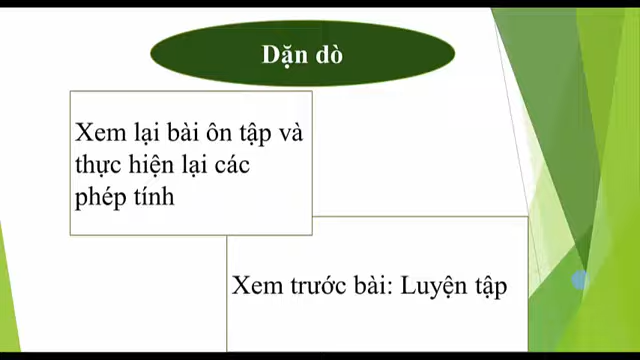 Dặn dò
Xem lại bài ôn tập và
thực hiện lại các
phép tính
Xem trước bài: Luyện tập